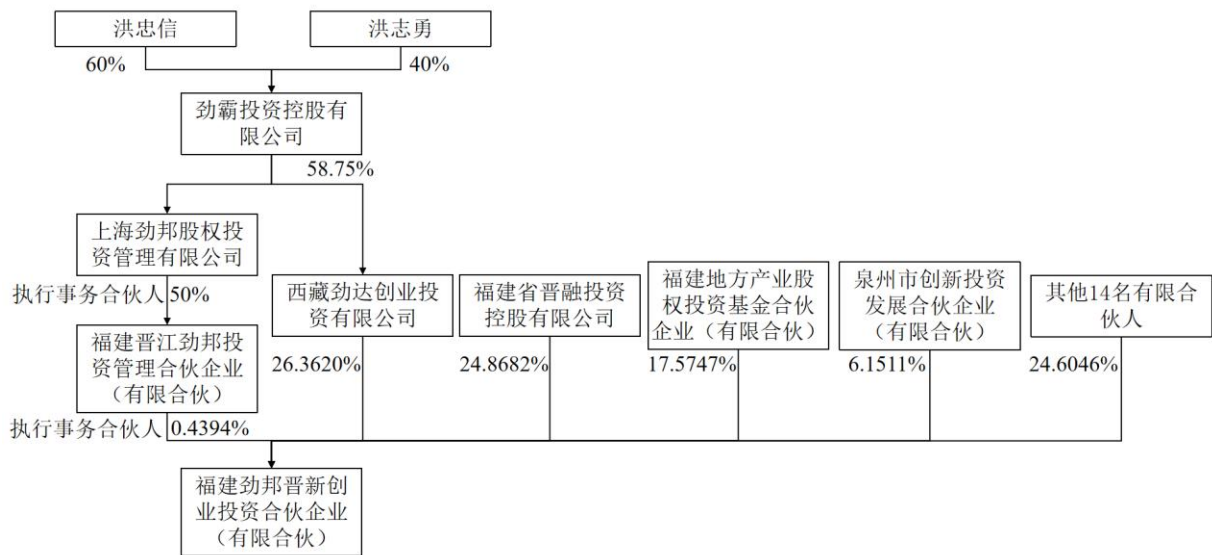 洪忠信
洪志勇
60%
40%
劲霸投资控股有
限公司
58.75%
上海劲邦股权投
资管理有限公司
执行事务合伙人 50%
西藏劲达创业投
资有限公司
福建省晋融投资
控股有限公司
福建地方产业股
权投资基金合伙
企业（有限合伙）
泉州市创新投资
发展合伙企业
（有限合伙）
其他14名有限合
伙人
福建晋江劲邦投
资管理合伙企业
（有限合伙）
26.3620%
24.8682%
17.5747%
6.1511%
24.6046%
执行事务合伙人 0.4394%
福建劲邦晋新创
业投资合伙企业
（有限合伙）